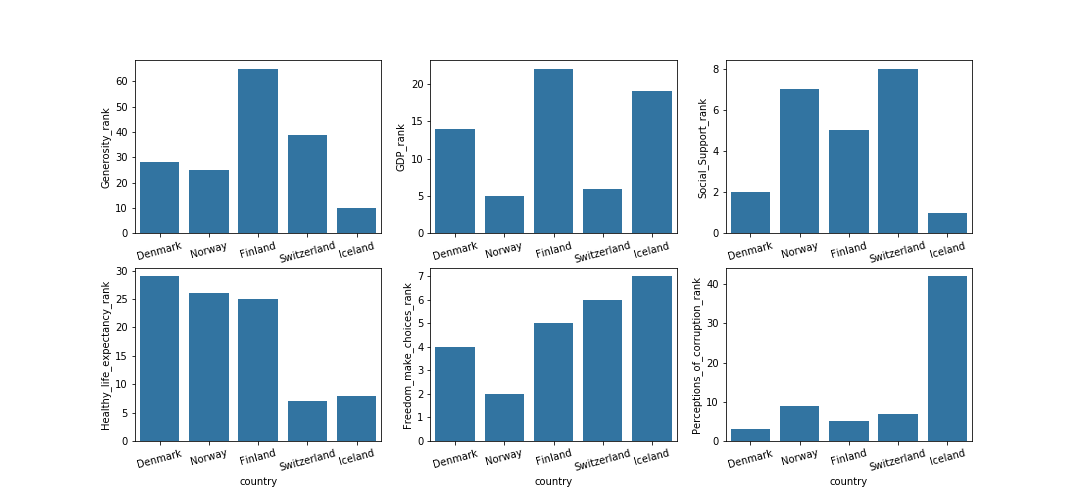 Generosity_rank
60
50
40
30
20
10
0
Denmark Norway Finland Switzerland Iceland
GDP_rank
20
15
10
5
0
Denmark Norway Finland Switzerland Iceland
Social_Support_rank
8
6
4
2
0
Denmark Norway Finland Switzerland Iceland
Healthy_life_expectancy_rank
30
25
20
15
10
5
0
Denmark Norway Finland Switzerland Iceland
country
Freedom_make_choices_rank
7
6
5
4
3
2
1
0
Denmark Norway Finland Switzerland Iceland
country
Perceptions_of_corruption_rank
40
30
20
10
0
Denmark Norway Finland Switzerland Iceland
country